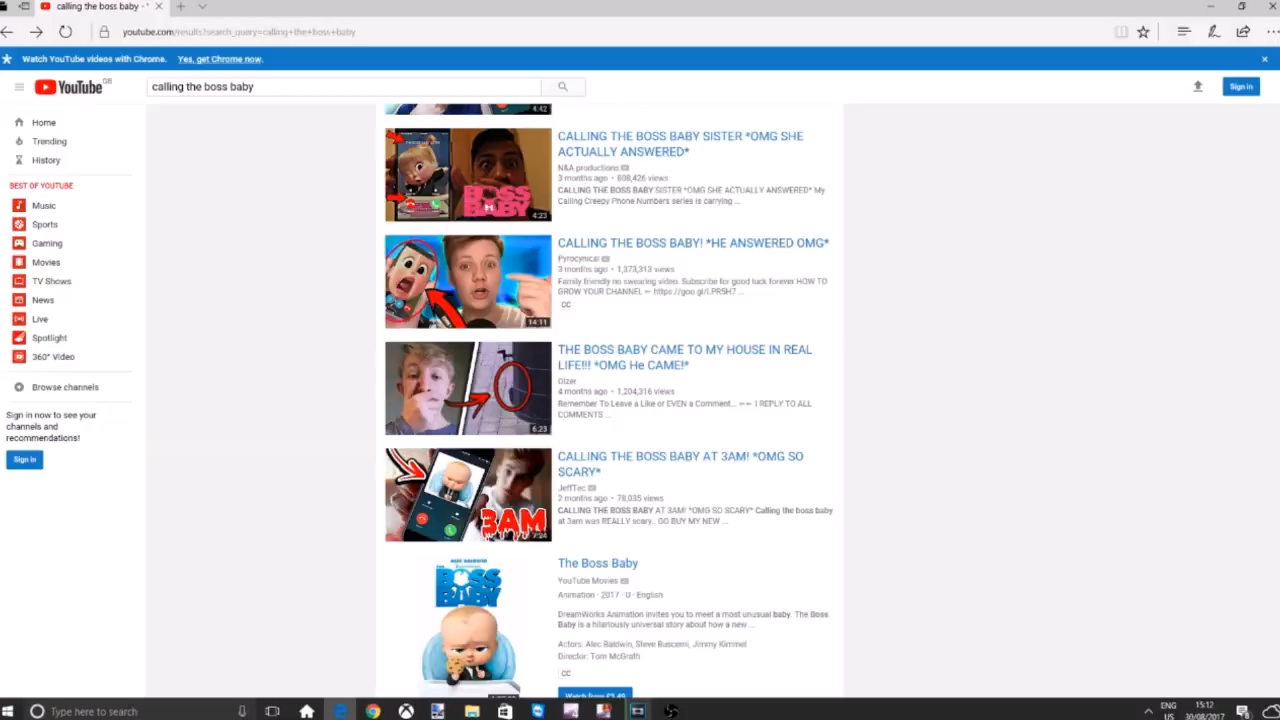 calling the boss baby - 
youtube.com/results?search_query=calling+the+boss+baby
Watch YouTube videos with Chrome. Yes, get Chrome now.
YouTube GB
calling the boss baby
Sign in
Home
Trending
History
BEST OF YOUTUBE
Music
Sports
Gaming
Movies
TV Shows
News
Live
Spotlight
360° Video
Browse channels
Sign in now to see your
channels and
recommendations!
Sign in
4:42
CALLING THE BOSS BABY SISTER *OMG SHE
ACTUALLY ANSWERED*
N&A productions
3 months ago • 808,426 views
CALLING THE BOSS BABY SISTER *OMG SHE ACTUALLY ANSWERED* My
Calling Creepy Phone Numbers series is carrying ...
BOSS
BABY
4:23
CALLING THE BOSS BABY! *HE ANSWERED OMG*
Pyrocynical
3 months ago • 1,373,313 views
Family friendly no swearing video. Subscribe for good luck forever HOW TO
GROW YOUR CHANNEL
CC
14:11
THE BOSS BABY CAME TO MY HOUSE IN REAL
LIFE!!! *OMG He CAME!*
Gizer
4 months ago • 1,204,316 views
Remember To Leave a Like or EVEN a Comment... I REPLY TO ALL
COMMENTS ...
6:23
CALLING THE BOSS BABY AT 3AM! *OMG SO
SCARY*
JeffTec
2 months ago • 78,035 views
CALLING THE BOSS BABY AT 3AM! *OMG SO SCARY* Calling the boss baby
at 3am was REALLY scary.. GO BUY MY NEW ...
3AM
7:24
The Boss Baby
YouTube Movies
Animation · 2017 · U · English
DreamWorks Animation invites you to meet a most unusual baby. The Boss
Baby is a hilariously universal story about how a new ...
Actors: Alec Baldwin, Steve Buscemi, Jimmy Kimmel
Director: Tom McGrath
CC
Watch from £3.49
BOSS
BABY
Type here to search
ENG
US
15:12
30/08/2017